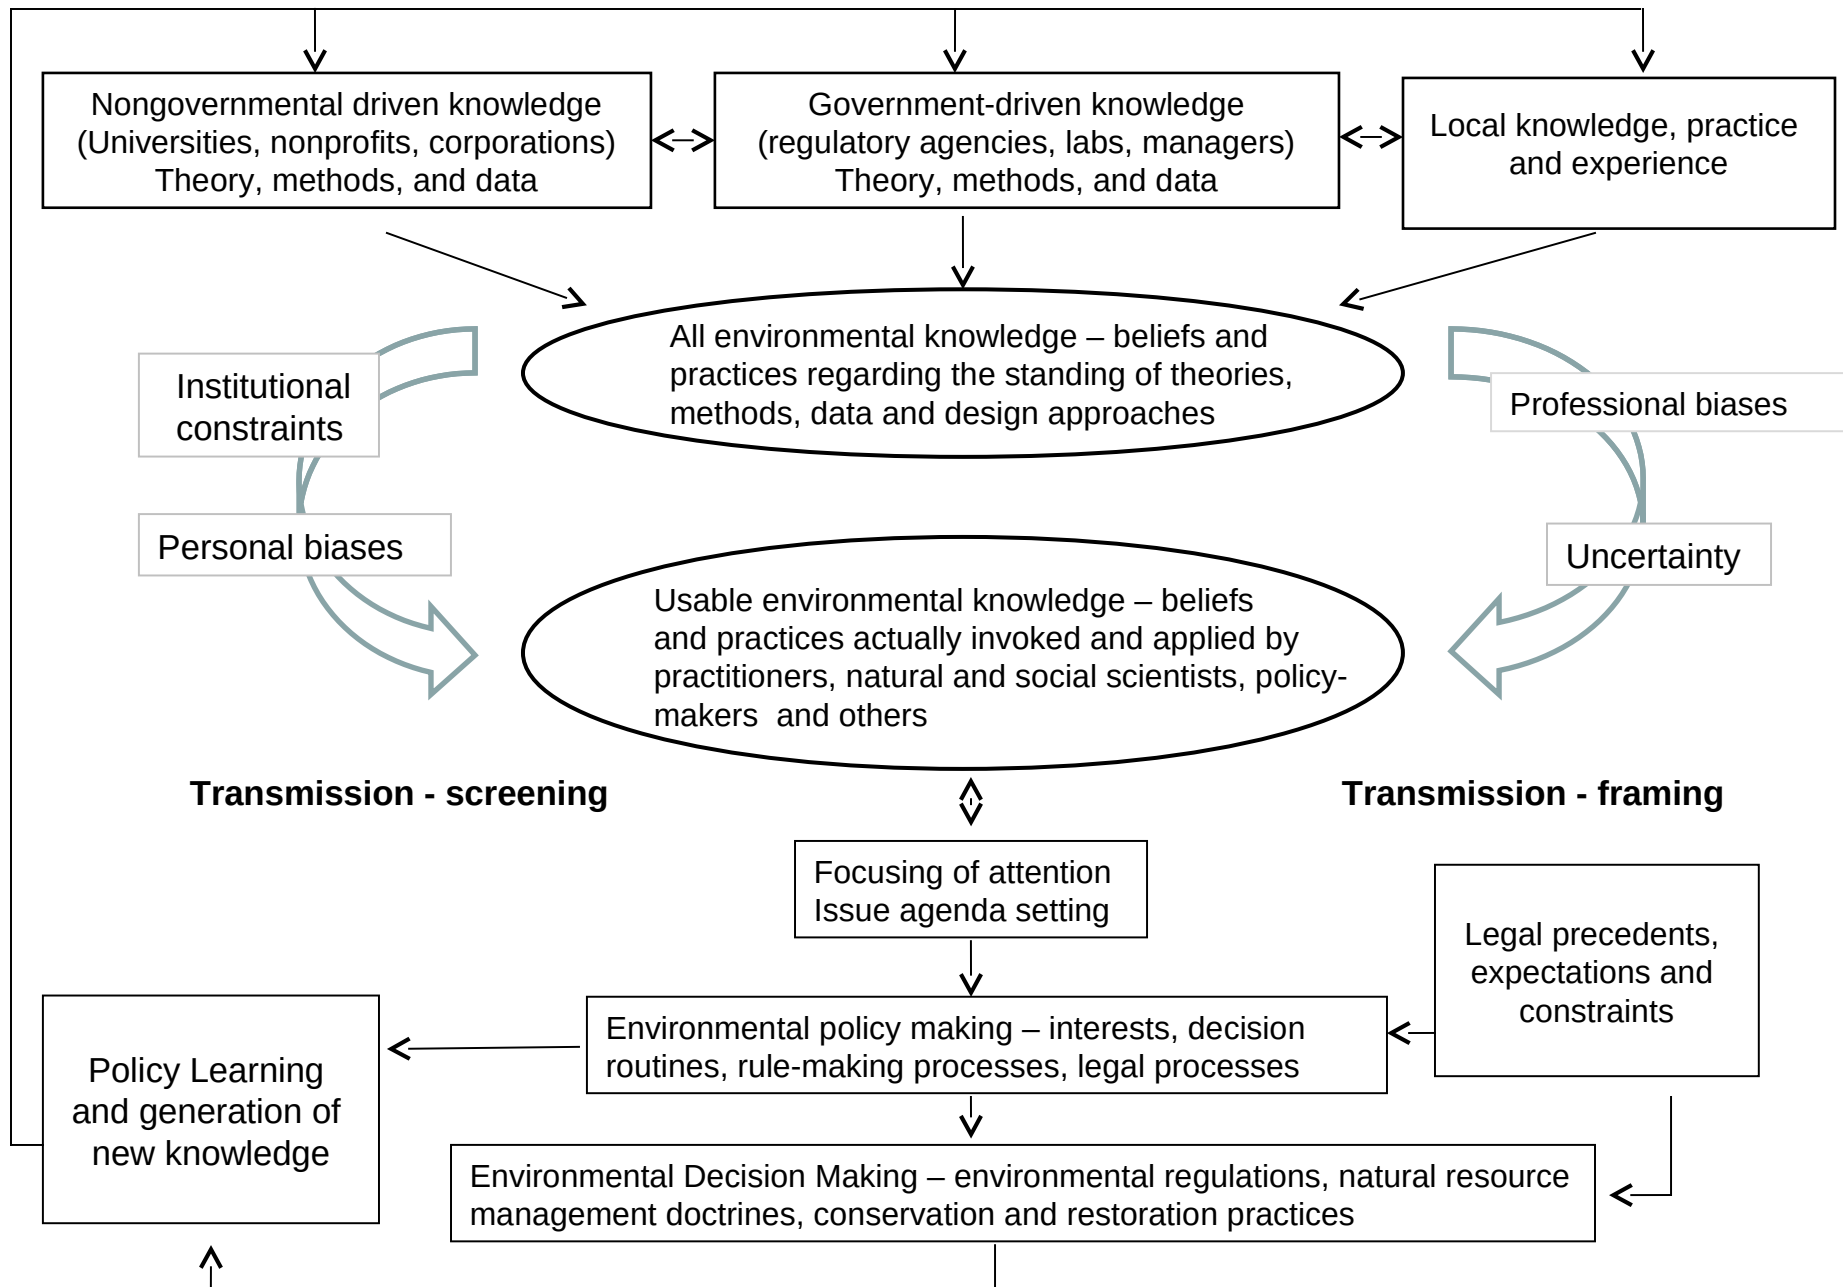 Nongovernmental driven knowledge
(Universities, nonprofits, corporations)
Theory, methods, and data
Government-driven knowledge
(regulatory agencies, labs, managers)
Theory, methods, and data
Local knowledge, practice
and experience
All environmental knowledge – beliefs and
practices regarding the standing of theories,
methods, data and design approaches
Institutional
constraints
Professional biases
Personal biases
Uncertainty
Usable environmental knowledge – beliefs
and practices actually invoked and applied by
practitioners, natural and social scientists, policy-
makers  and others
Transmission - screening
Transmission - framing
Focusing of attention
Issue agenda setting
Legal precedents,
expectations and
constraints
Environmental policy making – interests, decision
routines, rule-making processes, legal processes
Policy Learning
and generation of
new knowledge
Environmental Decision Making – environmental regulations, natural resource
management doctrines, conservation and restoration practices